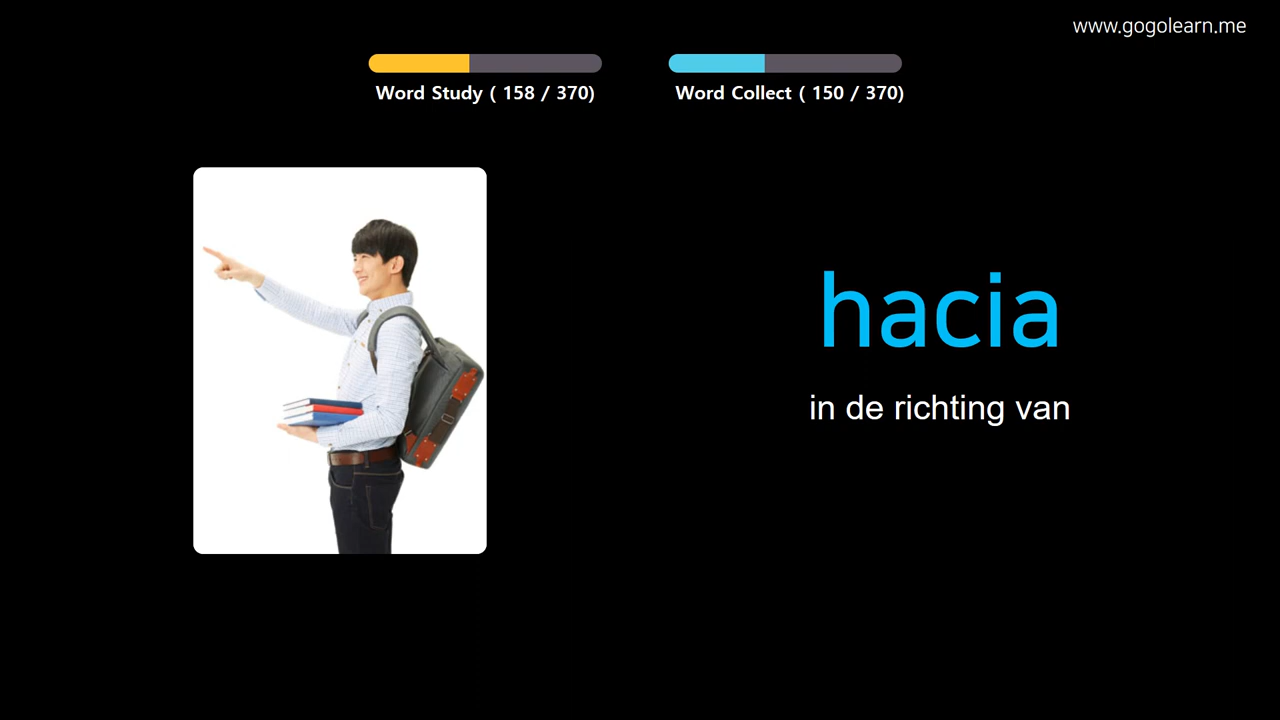 www.gogolearn.me
Word Study ( 158 / 370)
Word Collect ( 150 / 370)
hacia
in de richting van